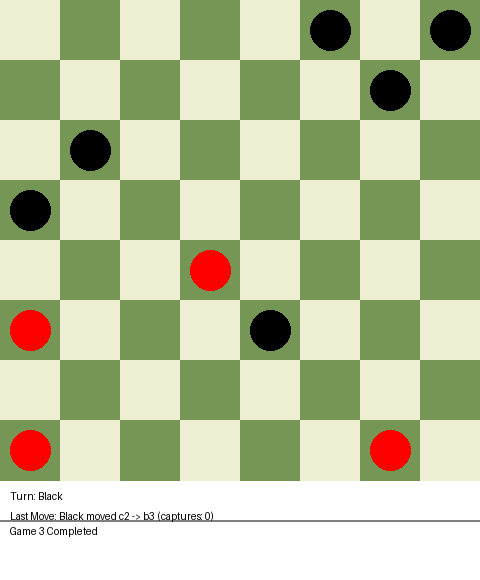 Turn: Black
Last Move: Black moved c2 -> b3 (captures: 0)
Game 3 Completed